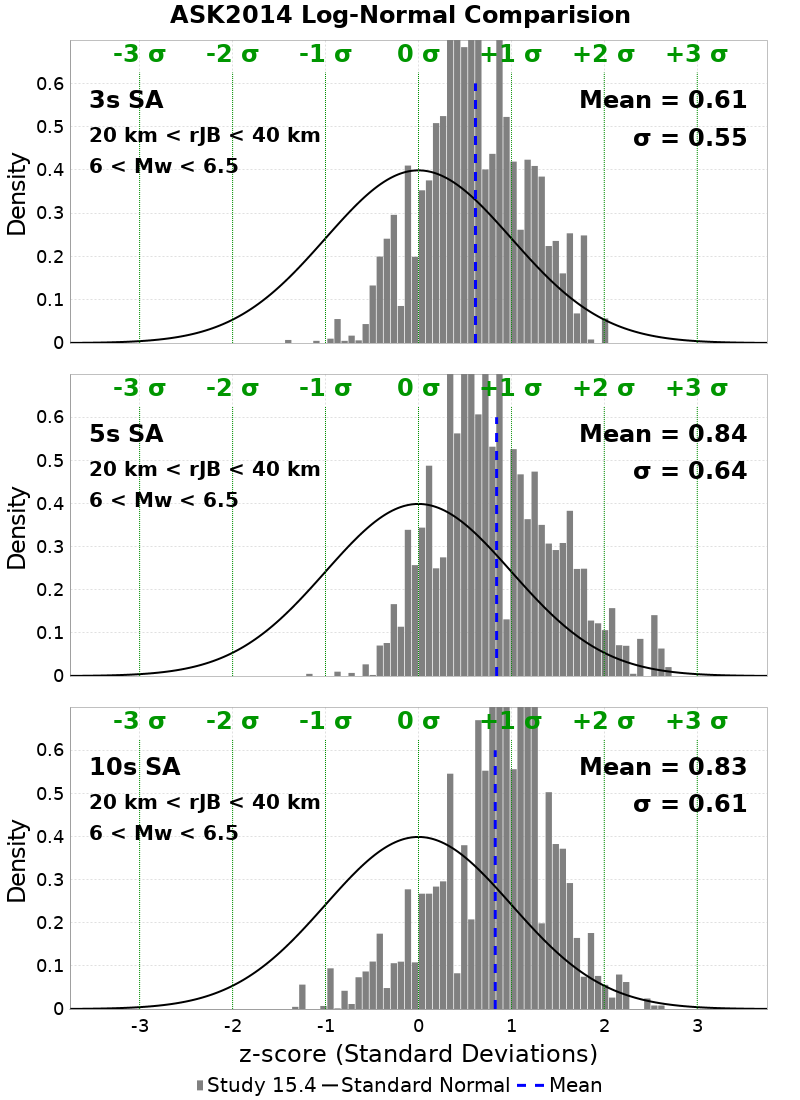 ASK2014 Log-Normal Comparision
-3 σ -2 σ -1 σ 0 σ +1 σ +2 σ +3 σ
3s SA
20 km < rJB < 40 km
6 < Mw < 6.5
Mean = 0.61
σ = 0.55
Density
0.6
0.5
0.4
0.3
0.2
0.1
0
-3 σ -2 σ -1 σ 0 σ +1 σ +2 σ +3 σ
5s SA
20 km < rJB < 40 km
6 < Mw < 6.5
Mean = 0.84
σ = 0.64
Density
0.6
0.5
0.4
0.3
0.2
0.1
0
-3 σ -2 σ -1 σ 0 σ +1 σ +2 σ +3 σ
10s SA
20 km < rJB < 40 km
6 < Mw < 6.5
Mean = 0.83
σ = 0.61
Density
0.6
0.5
0.4
0.3
0.2
0.1
0
-3 -2 -1 0 1 2 3
z-score (Standard Deviations)
Study 15.4 Standard Normal Mean